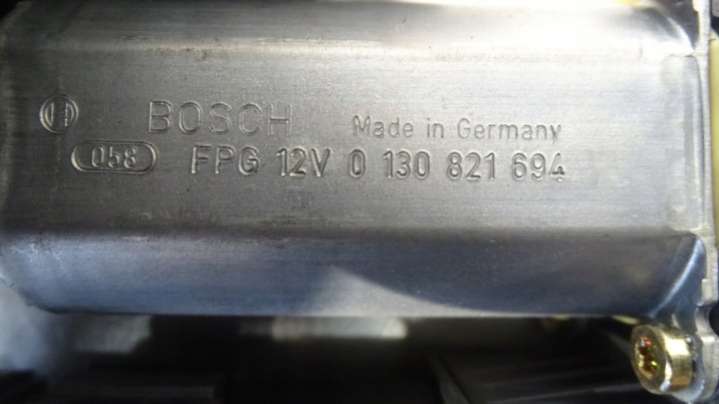 BOSCH Made in Germany
058 FPG 12V 0 130 821 694